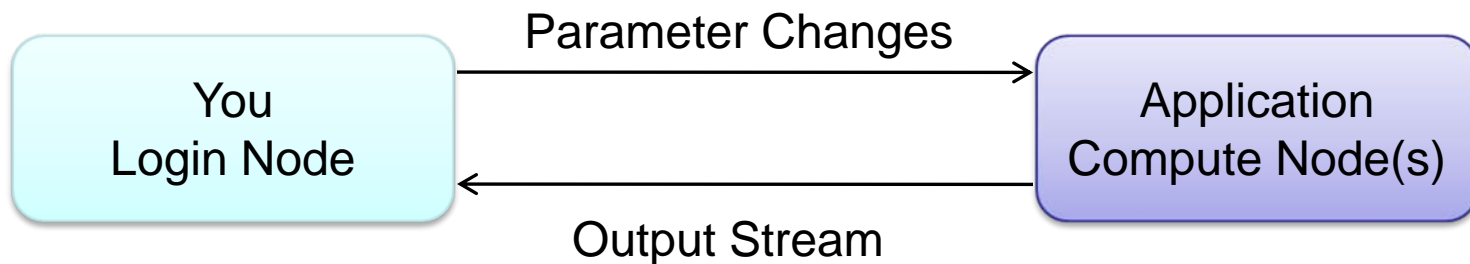 Parameter Changes
You
Login Node
Application
Compute Node(s)
Output Stream